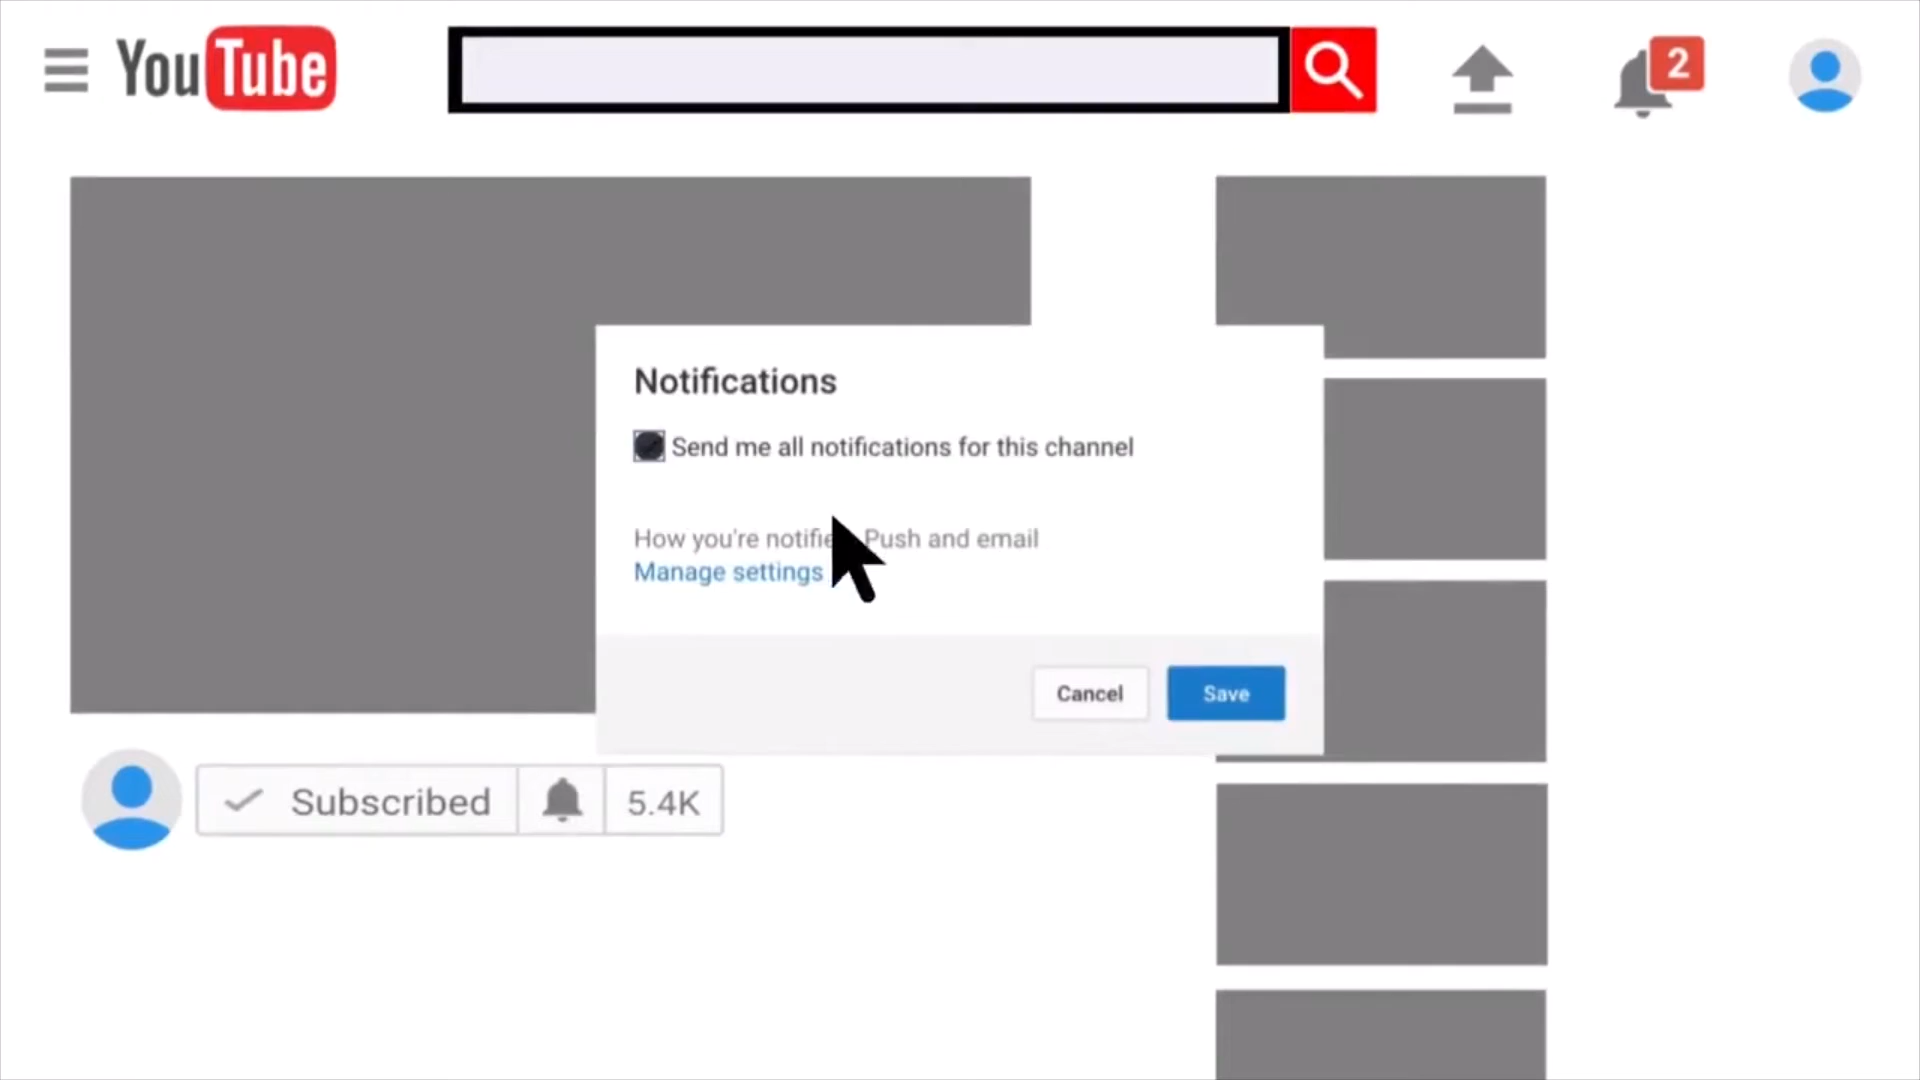 YouTube
2
Notifications
Send me all notifications for this channel
How you're notifie Push and email
Manage settings
Cancel Save
Subscribed 5.4K